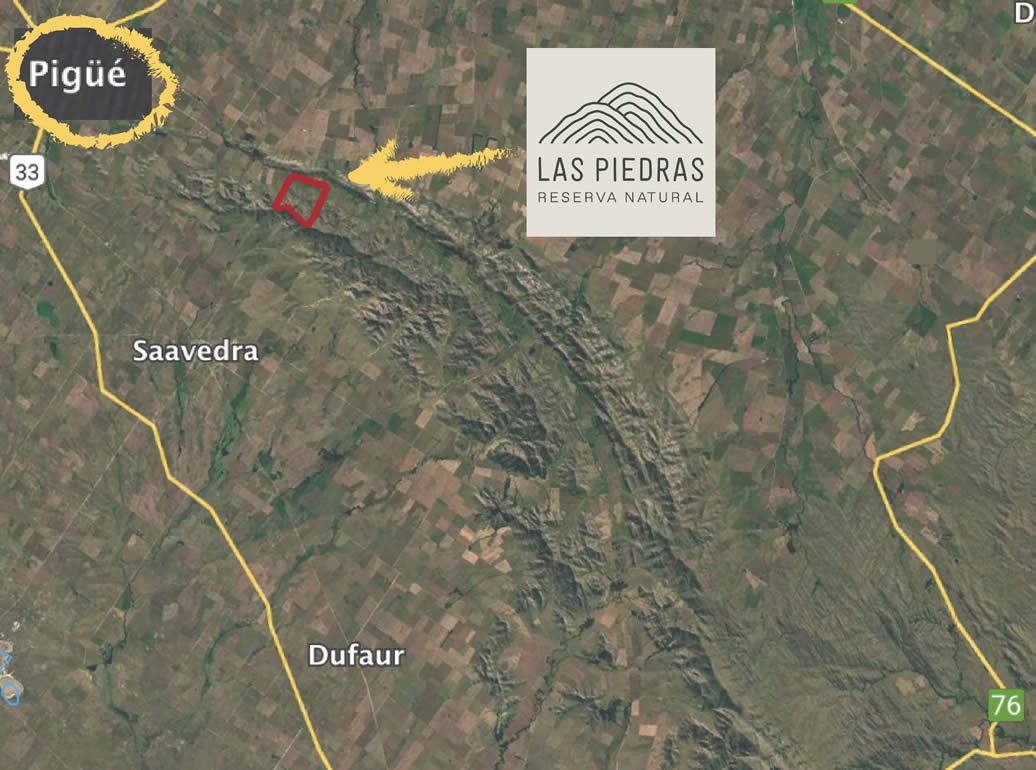 D
Pigüé
33
LAS PIEDRAS
RESERVA NATURAL
Saavedra
Dufaur
76